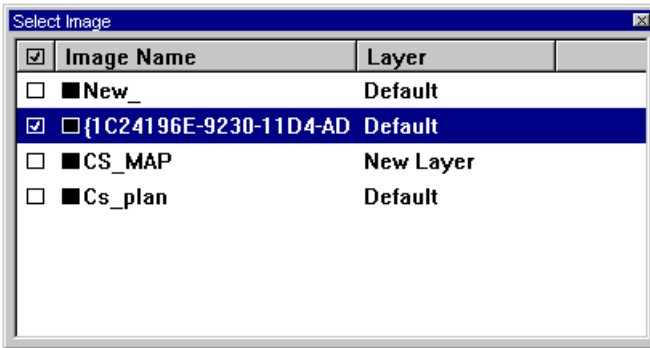 Select Image
Image Name Layer
New_ Default
{1C24196E-9230-11D4-AD Default
CS_MAP New Layer
Cs_plan Default